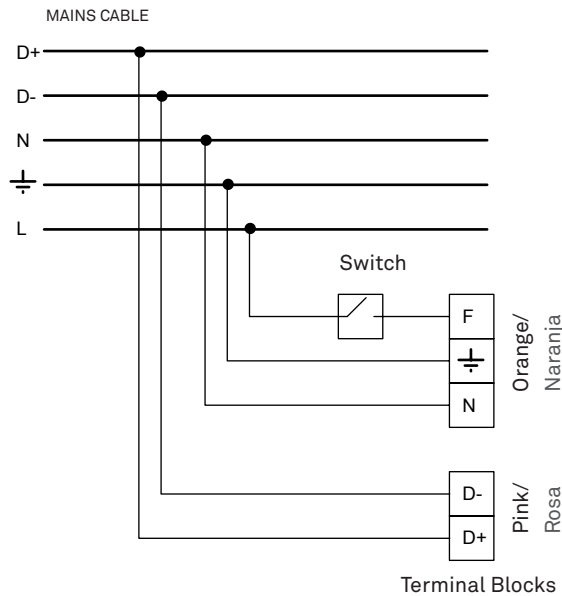 MAINS CABLE
D+
D-
N
L
Switch
F
N
Orange/
Naranja
D-
D+
Pink/
Rosa
Terminal Blocks